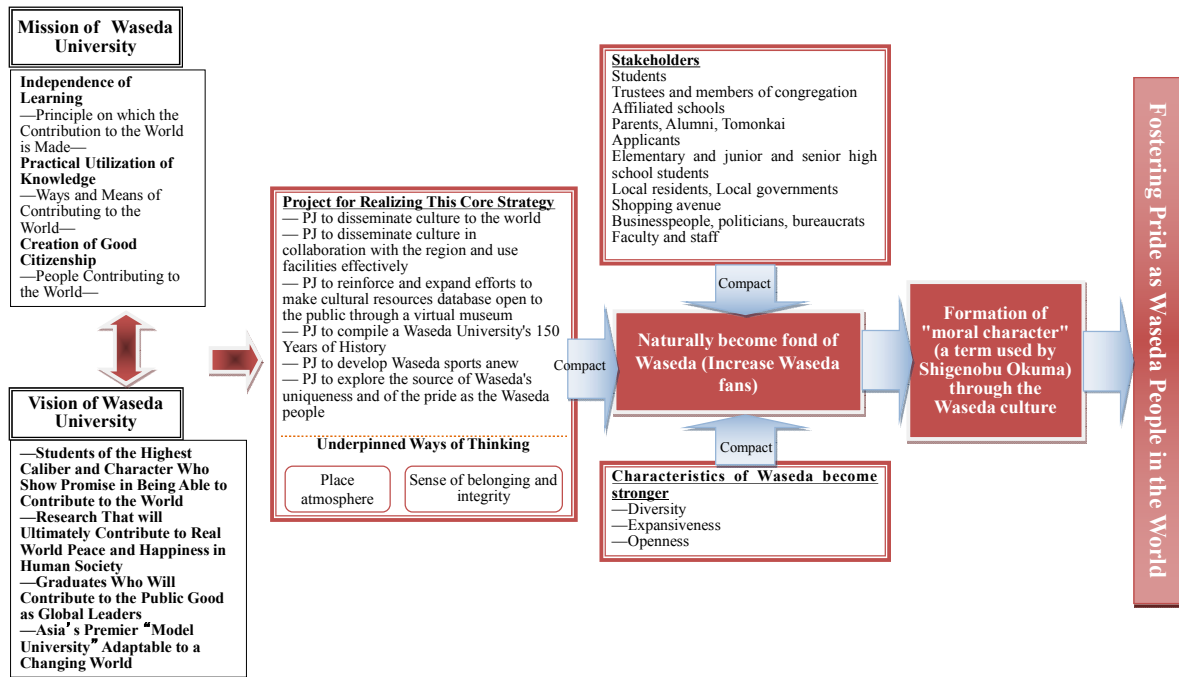 Mission of Waseda
University
Independence of
Learning
—Principle on which the
Contribution to the World
is Made—
Practical Utilization of
Knowledge
—Ways and Means of
Contributing to the
World—
Creation of Good
Citizenship
—People Contributing to
the World—
Vision of Waseda
University
—Students of the Highest
Caliber and Character Who
Show Promise in Being Able to
Contribute to the World
—Research That will
Ultimately Contribute to Real
World Peace and Happiness in
Human Society
—Graduates Who Will
Contribute to the Public Good
as Global Leaders
—Asia's Premier "Model
University" Adaptable to a
Changing World
Project for Realizing This Core Strategy
— PJ to disseminate culture to the world
— PJ to disseminate culture in
collaboration with the region and use
facilities effectively
— PJ to reinforce and expand efforts to
make cultural resources database open to
the public through a virtual museum
— PJ to compile a Waseda University's 150
Years of History
— PJ to develop Waseda sports anew
— PJ to explore the source of Waseda's
uniqueness and of the pride as the Waseda
people
Underpinned Ways of Thinking
Place
atmosphere
Sense of belonging and
integrity
Compact
Stakeholders
Students
Trustees and members of congregation
Affiliated schools
Parents, Alumni, Tomonkai
Applicants
Elementary and junior and senior high
school students
Local residents, Local governments
Shopping avenue
Businesspeople, politicians, bureaucrats
Faculty and staff
Compact
Naturally become fond of
Waseda (Increase Waseda
fans)
Compact
Characteristics of Waseda become
stronger
—Diversity
—Expansiveness
—Openness
Formation of
"moral character"
(a term used by
Shigenobu Okuma)
through the
Waseda culture
Fostering Pride as Waseda People in the World